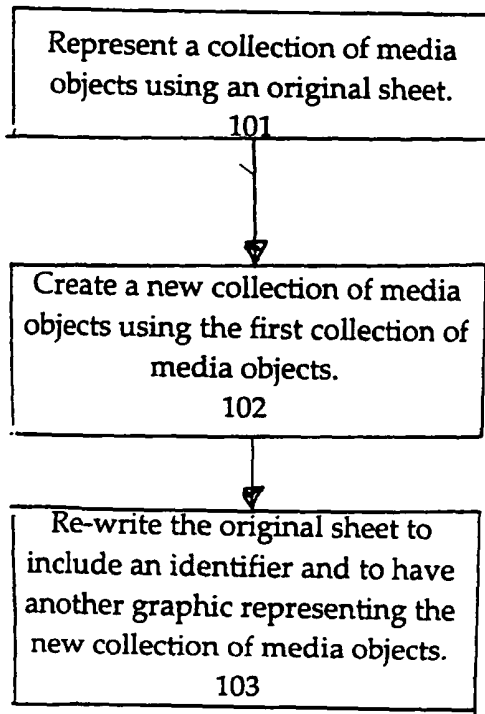 Represent a collection of media
objects using an original sheet.
101
Create a new collection of media
objects using the first collection of
media objects.
102
Re-write the original sheet to
include an identifier and to have
another graphic representing the
new collection of media objects.
103